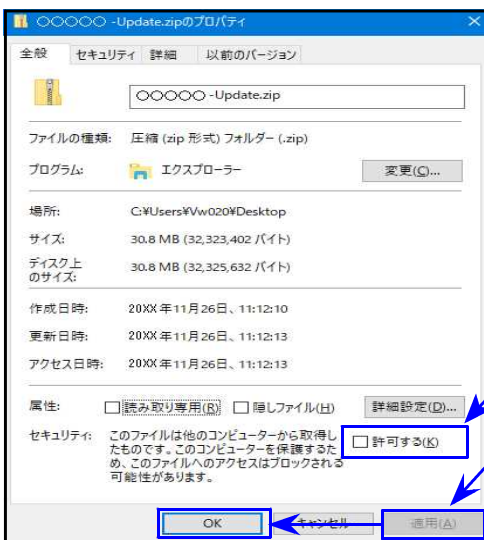 ○○○○○ -Update.zipのプロパティ
全般 セキュリティ 詳細 以前のバージョン
○○○○○ -Update.zip
ファイルの種類: 圧縮 (zip 形式) フォルダー (.zip)
プログラム: エクスプローラー 変更(C)...
場所: C:¥Users¥Vw020¥Desktop
サイズ: 30.8 MB (32,323,402 バイト)
ディスク上
のサイズ: 30.8 MB (32,325,632 バイト)
作成日時: 20XX 年11月26日、11:12:10
更新日時: 20XX 年11月26日、11:12:13
アクセス日時: 20XX 年11月26日、11:12:13
属性: 読み取り専用(R) 隠しファイル(H) 詳細設定(D)...
セキュリティ: このファイルは他のコンピューターから取得し
たものです。このコンピューターを保護するた
め、このファイルへのアクセスはブロックされる
可能性があります。
許可する(K)
OK キャンセル 適用(A)